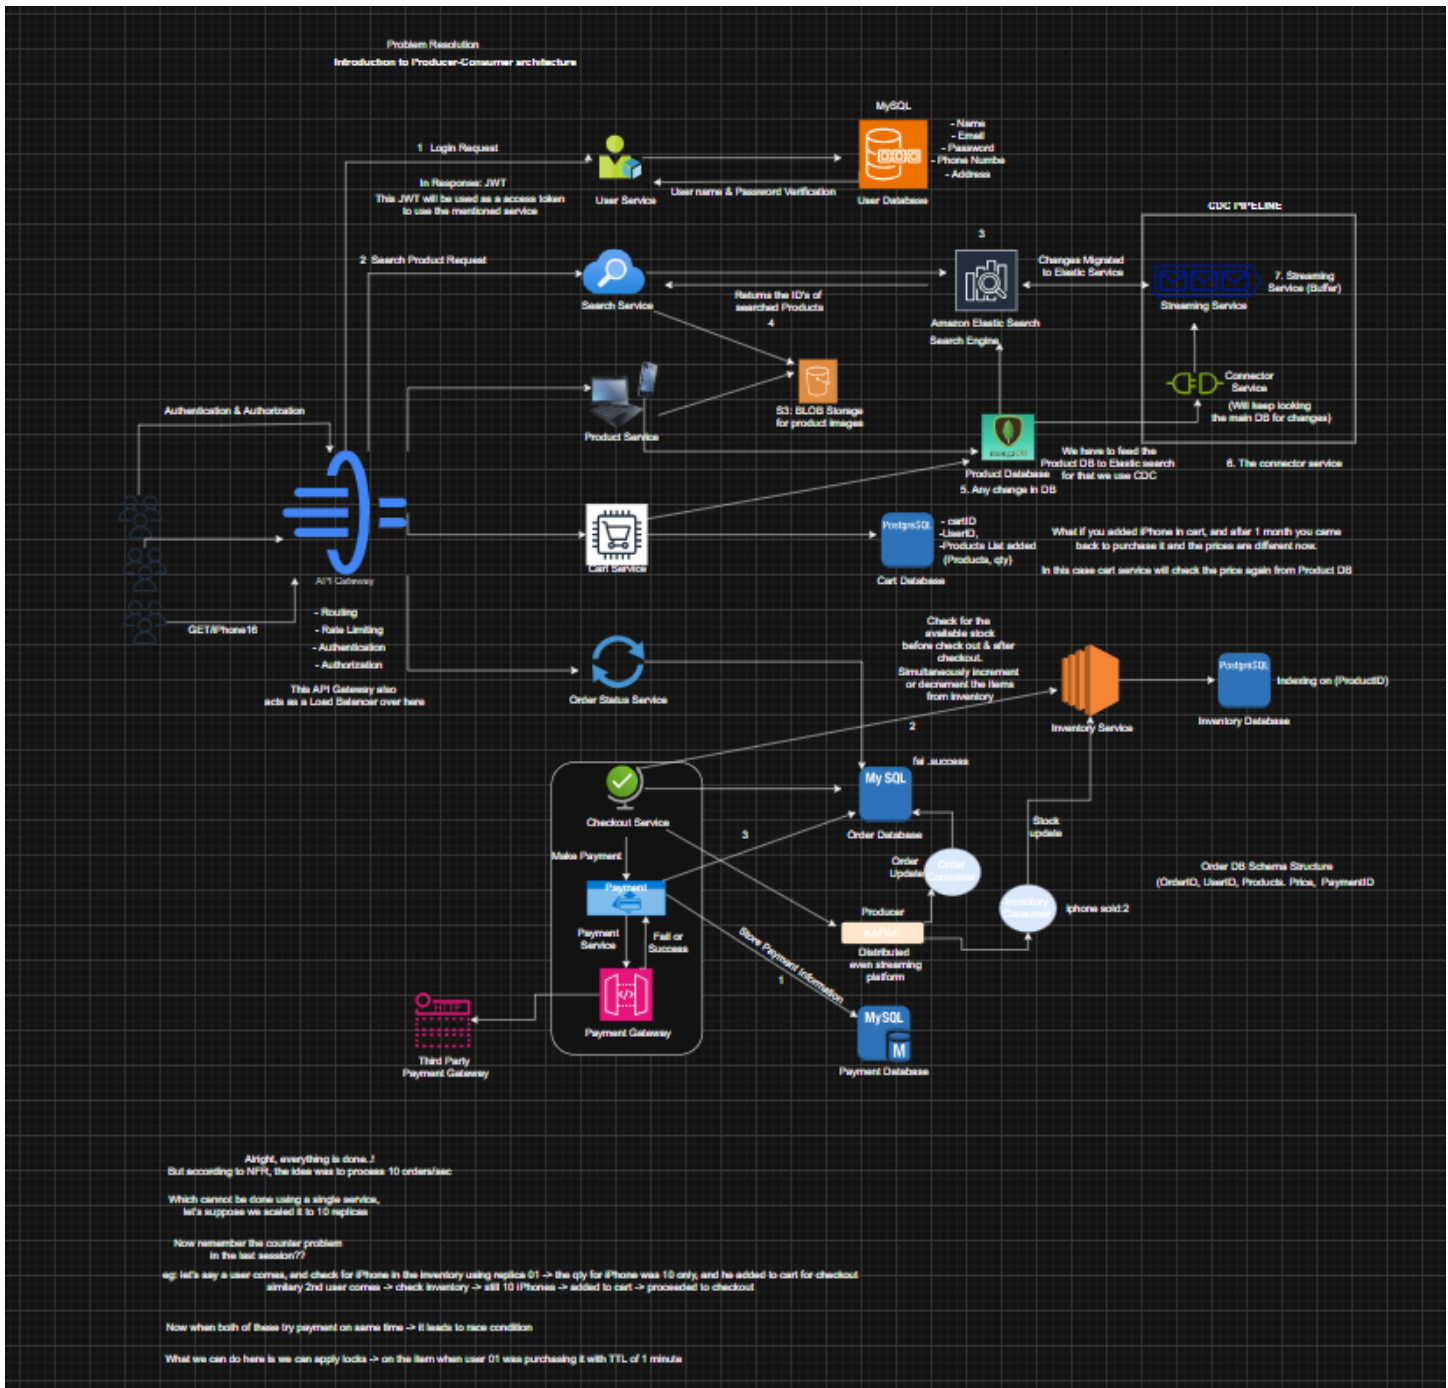 Problem Resolution
Introduction to Producer-Consumer architecture
MySQL
- Name
- Email
- Password
- Phone Numbe
- Address
User Database
1 Login Request
In Response: JWT
This JWT will be used as a access token
to use the mentioned service
User Service
User name & Password Verification
CDC PIPELINE
2 Search Product Request
Search Service
Returns the ID's of
searched Products
4
3
Amazon Elastic Search
Search Engine
Changes Migrated
to Elastic Service
7. Streaming
Service (Buffer)
Streaming Service
Connector
Service
(Will keep looking
the main DB for changes)
6. The connector service
Product Service
S3: BLOB Storage
for product images
Product Database
We have to feed the
Product DB to Elastic search
for that we use CDC
5. Any change in DB
Authentication & Authorization
API Gateway
GET/iPhone16
- Routing
- Rate Limiting
- Authentication
- Authorization
This API Gateway also
acts as a Load Balancer over here
Cart Service
PostgreSQL
- cartID
-UserID,
-Products List added
(Products, qty)
Cart Database
What if you added iPhone in cart, and after 1 month you came
back to purchase it and the prices are different now.
In this case cart service will check the price again from Product DB
Order Status Service
Check for the
available stock
before check out & after
checkout.
Simultaneously increment
or decrement the items
from inventory
2
Inventory Service
PostgreSQL
Indexing on (ProductID)
Inventory Database
Checkout Service
Make Payment
Payment
Payment
Service
Fail or
Success
Payment Gateway
HTTP
Third Party
Payment Gateway
My SQL
Order Database
3
Order
Update
Order
Consumer
Producer
KAFKA
Distributed
even streaming
platform
Stock
update
Inventory
Consumer
iphone sold:2
Order DB Schema Structure
(OrderID, UserID, Products. Price, PaymentID
Store Payment Information
1
MySQL
M
Payment Database
Alright, everything is done..!
But according to NFR, the idea was to process 10 orders/sec
Which cannot be done using a single service,
let's suppose we scaled it to 10 replicas
Now remember the counter problem
in the last session??
eg: let's say a user comes, and check for iPhone in the inventory using replica 01 -> the qty for iPhone was 10 only, and he added to cart for checkout
similary 2nd user comes -> check inventory -> still 10 iPhones -> added to cart -> proceeded to checkout
Now when both of these try payment on same time -> it leads to race condition
What we can do here is we can apply locks -> on the item when user 01 was purchasing it with TTL of 1 minute